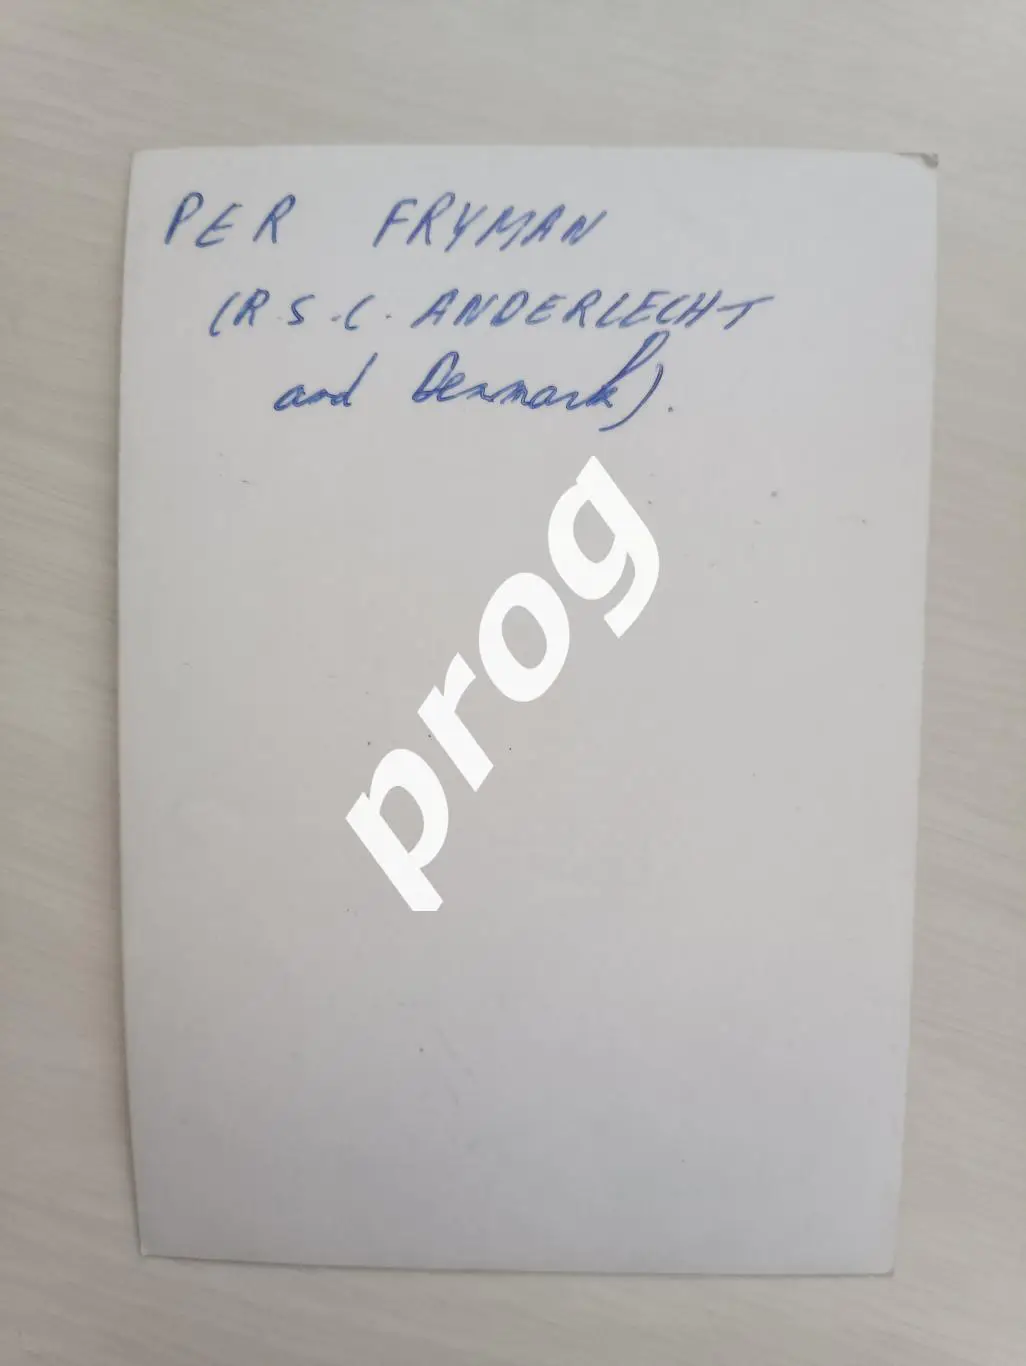 PER FRYMAN
(R.S.C. ANDERLECHT
and Denmark).
prog